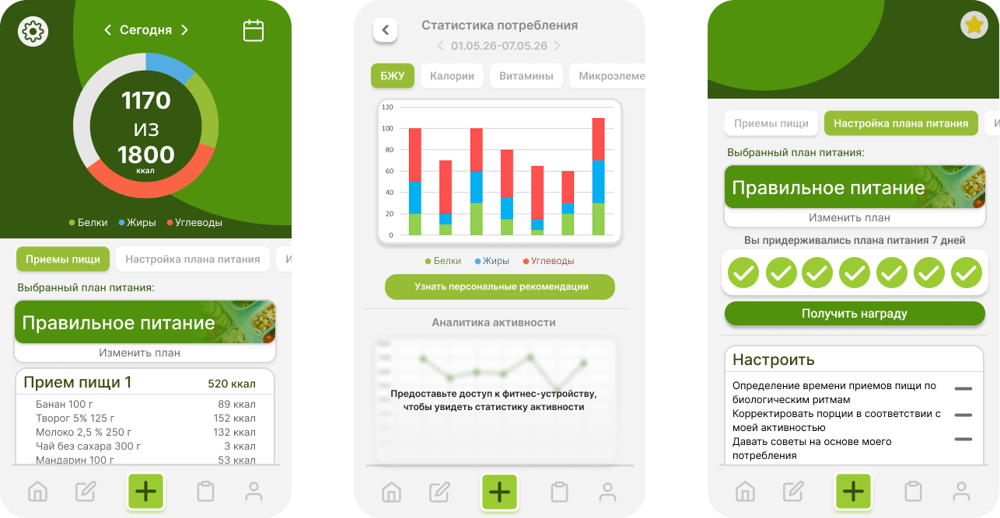 Сегодня
1170
из
1800
ккал
Белки Жиры Углеводы
Приемы пищи Настройка плана питания И
Выбранный план питания:
Правильное питание
Изменить план
Прием пищи 1 520 ккал
Банан 100 г 89 ккал
Творог 5% 125 г 152 ккал
Молоко 2,5 % 250 г 132 ккал
Чай без сахара 300 г 3 ккал
Мандарин 100 г 53 ккал
Статистика потребления
01.05.26-07.05.26
БЖУ Калории Витамины Микроэлеме
120
100
80
60
40
20
0
Белки Жиры Углеводы
Узнать персональные рекомендации
Аналитика активности
Предоставьте доступ к фитнес-устройству,
чтобы увидеть статистику активности
Приемы пищи Настройка плана питания И
Выбранный план питания:
Правильное питание
Изменить план
Вы придерживались плана питания 7 дней
Получить награду
Настроить
Определение времени приемов пищи по
биологическим ритмам
Корректировать порции в соответствии с
моей активностью
Давать советы на основе моего
потребления